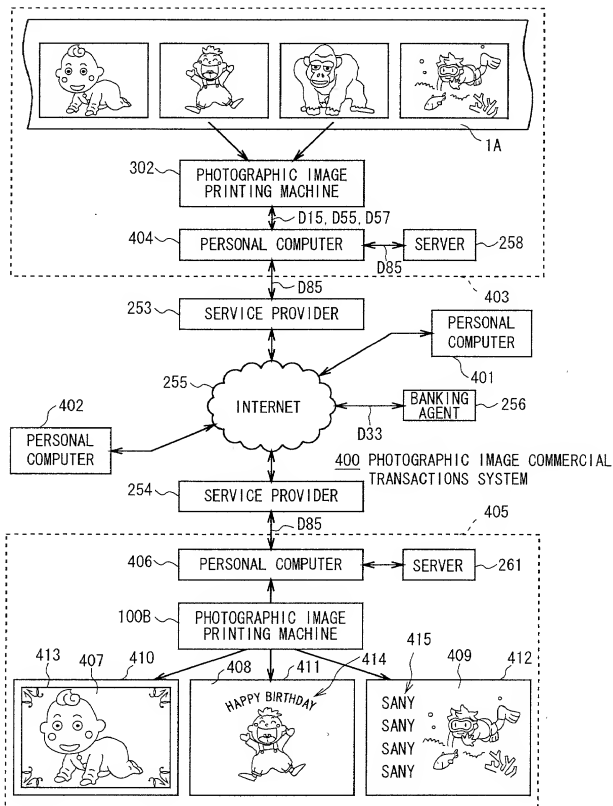 1A
302
PHOTOGRAPHIC IMAGE
PRINTING MACHINE
D15, D55, D57
404
PERSONAL COMPUTER
D85
SERVER
258
D85
403
253
SERVICE PROVIDER
PERSONAL
COMPUTER
401
255
INTERNET
BANKING
AGENT
256
D33
402
PERSONAL
COMPUTER
400 PHOTOGRAPHIC IMAGE COMMERCIAL
TRANSACTIONS SYSTEM
254
SERVICE PROVIDER
D85
405
406
PERSONAL COMPUTER
SERVER
261
100B
PHOTOGRAPHIC IMAGE
PRINTING MACHINE
413
407
410
408
411
414
415
409
412
HAPPY BIRTHDAY
SANY
SANY
SANY
SANY